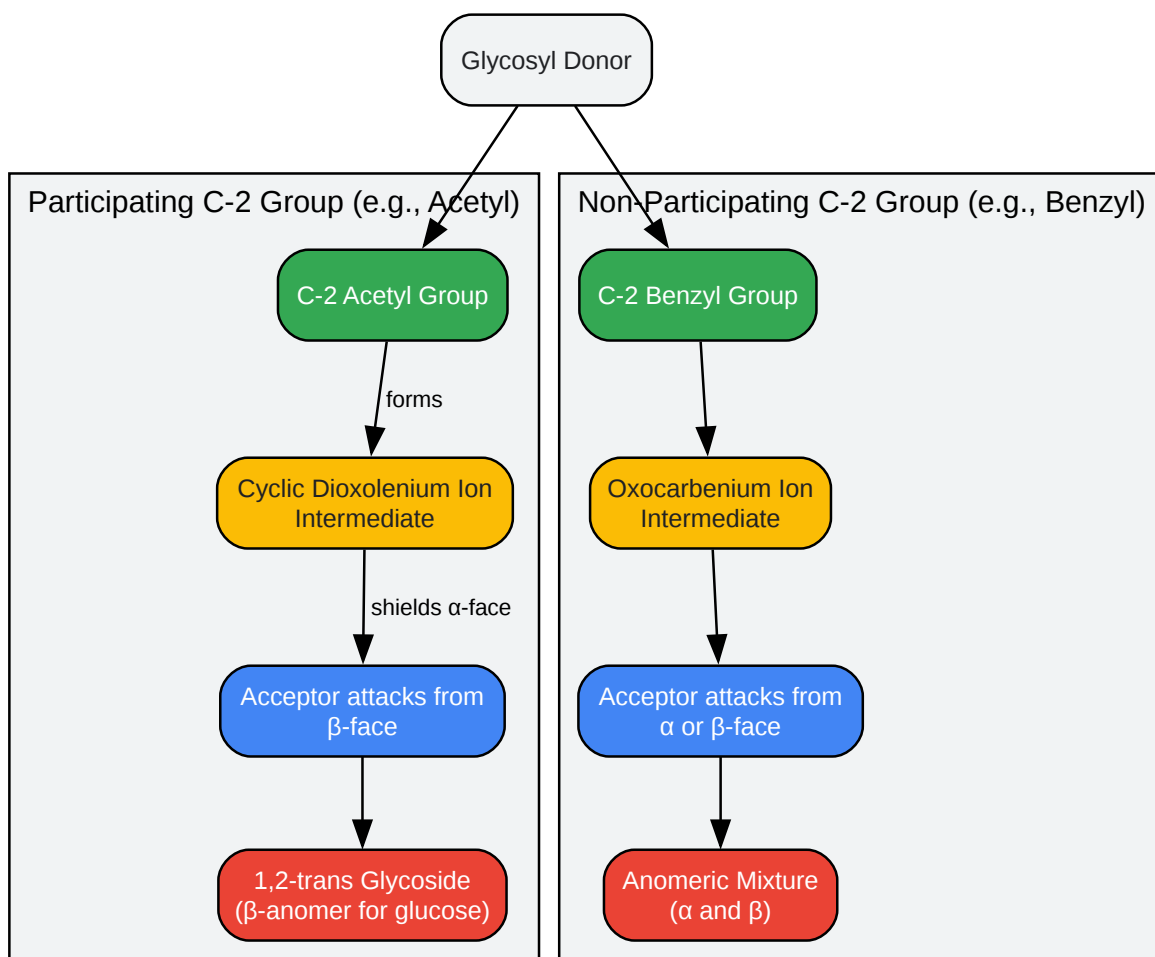 Glycosyl Donor
Participating C-2 Group (e.g., Acetyl)
C-2 Acetyl Group
forms
Cyclic Dioxolenium Ion
Intermediate
shields α-face
Acceptor attacks from
β-face
1,2-trans Glycoside
(β-anomer for glucose)
Non-Participating C-2 Group (e.g., Benzyl)
C-2 Benzyl Group
Oxocarbenium Ion
Intermediate
Acceptor attacks from
α or β-face
Anomeric Mixture
(α and β)